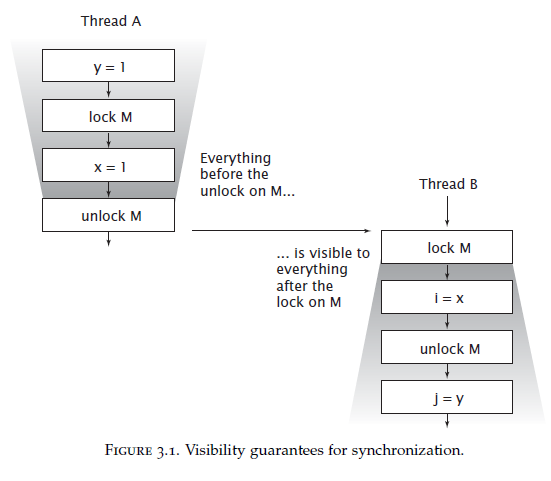 Thread A
y = 1
lock M
x = 1
unlock M
Everything
before the
unlock on M...
Thread B
... is visible to
everything
after the
lock on M
lock M
i = x
unlock M
j = y
FIGURE 3.1. Visibility guarantees for synchronization.